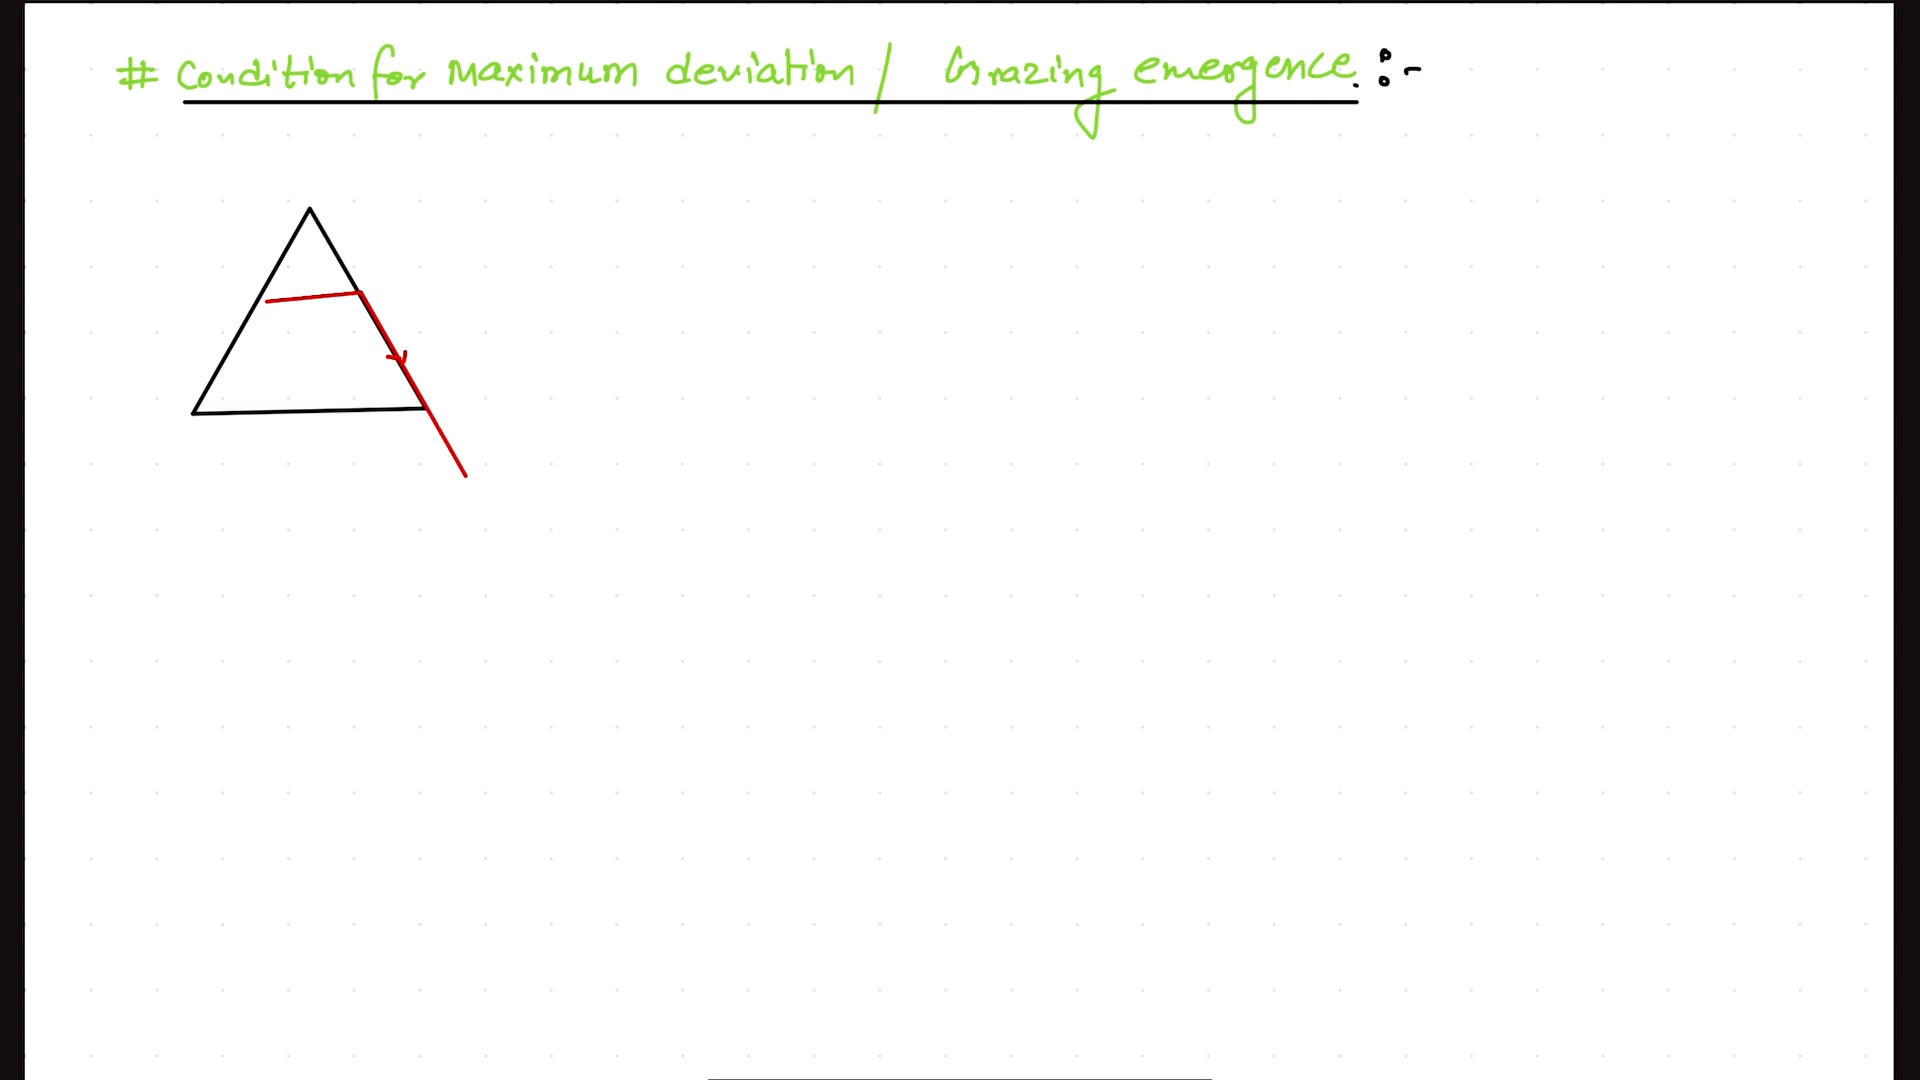 # Condition for Maximum deviation / Grazing emergence. :-